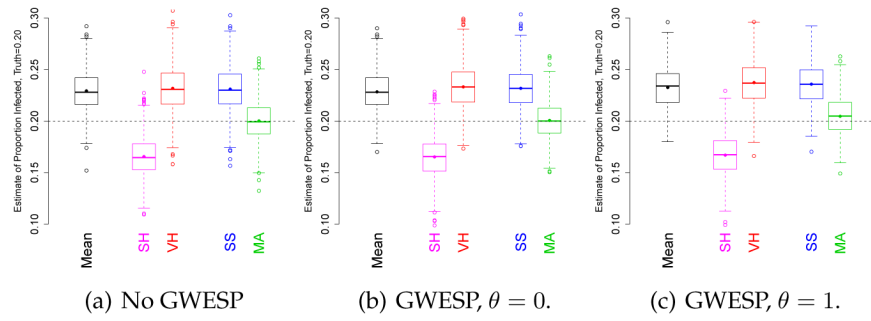 Estimate of Proportion Infected, Truth=0.20
0.10 0.15 0.20 0.25 0.30
Mean SH VH SS MA
(a) No GWESP
Estimate of Proportion Infected, Truth=0.20
0.10 0.15 0.20 0.25 0.30
Mean SH VH SS MA
(b) GWESP, θ = 0.
Estimate of Proportion Infected, Truth=0.20
0.10 0.15 0.20 0.25 0.30
Mean SH VH SS MA
(c) GWESP, θ = 1.